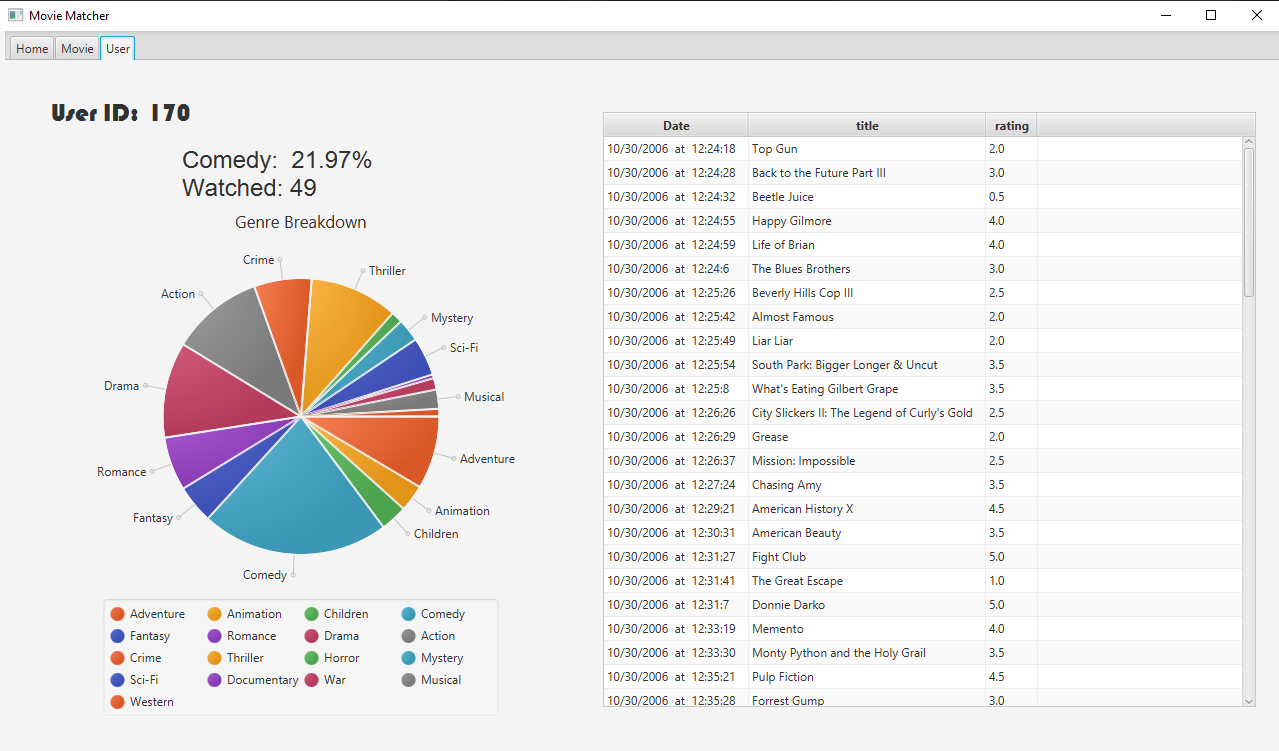 Movie Matcher
Home Movie User
User ID: 170
Comedy: 21.97%
Watched: 49
Genre Breakdown
Crime
Thriller
Action
Mystery
Sci-Fi
Drama
Musical
Adventure
Romance
Animation
Fantasy
Children
Comedy
Adventure Animation Children Comedy
Fantasy Romance Drama Action
Crime Thriller Horror Mystery
Sci-Fi Documentary War Musical
Western
Date title rating
10/30/2006 at 12:24:18 Top Gun 2.0
10/30/2006 at 12:24:28 Back to the Future Part III 3.0
10/30/2006 at 12:24:32 Beetle Juice 0.5
10/30/2006 at 12:24:55 Happy Gilmore 4.0
10/30/2006 at 12:24:59 Life of Brian 4.0
10/30/2006 at 12:24:6 The Blues Brothers 3.0
10/30/2006 at 12:25:26 Beverly Hills Cop III 2.5
10/30/2006 at 12:25:42 Almost Famous 2.0
10/30/2006 at 12:25:49 Liar Liar 2.0
10/30/2006 at 12:25:54 South Park: Bigger Longer & Uncut 3.5
10/30/2006 at 12:25:8 What's Eating Gilbert Grape 3.5
10/30/2006 at 12:26:26 City Slickers II: The Legend of Curly's Gold 2.5
10/30/2006 at 12:26:29 Grease 2.0
10/30/2006 at 12:26:37 Mission: Impossible 2.5
10/30/2006 at 12:27:24 Chasing Amy 3.5
10/30/2006 at 12:29:21 American History X 4.5
10/30/2006 at 12:30:31 American Beauty 3.5
10/30/2006 at 12:31:27 Fight Club 5.0
10/30/2006 at 12:31:41 The Great Escape 1.0
10/30/2006 at 12:31:7 Donnie Darko 5.0
10/30/2006 at 12:33:19 Memento 4.0
10/30/2006 at 12:33:30 Monty Python and the Holy Grail 3.5
10/30/2006 at 12:35:21 Pulp Fiction 4.5
10/30/2006 at 12:35:28 Forrest Gump 3.0